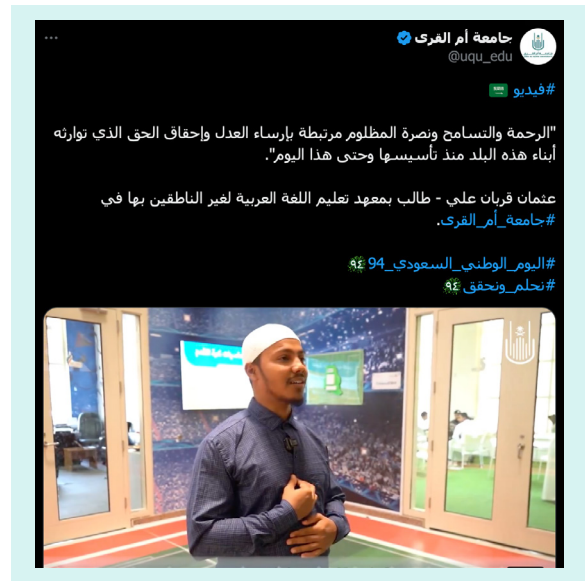 جامعة أم القرى
@uqu_edu
#فيديو 🇸🇦
"الرحمة والتسامح ونصرة المظلوم مرتبطة بإرساء العدل وإحقاق الحق الذي توارثه
أبناء هذه البلد منذ تأسيسها وحتى هذا اليوم".
عثمان قربان علي - طالب بمعهد تعليم اللغة العربية لغير الناطقين بها في
#جامعة_أم_القرى.
#اليوم_الوطني_السعودي_94
#نحلم_ونحقق